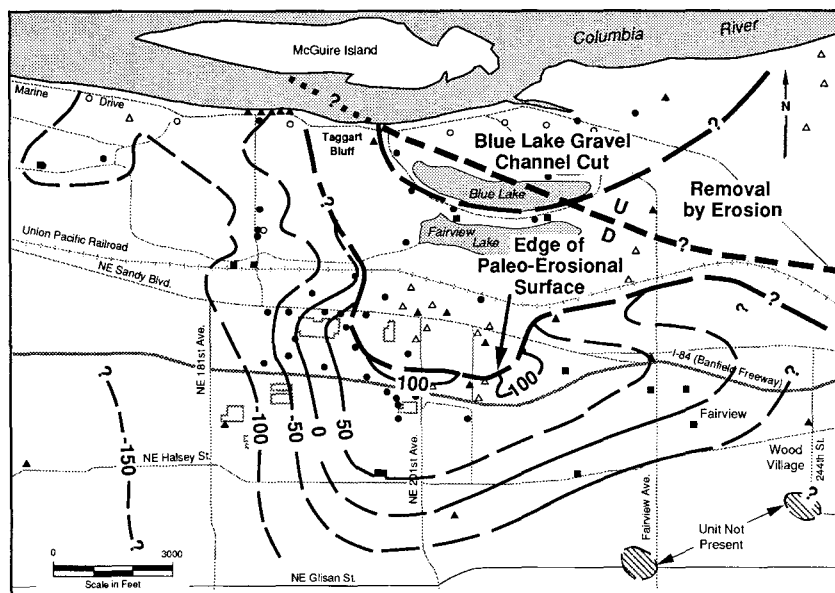 McGuire Island
Columbia
River
Marine
Drive
?
N
Taggart
Bluff
Blue Lake Gravel
Channel Cut
?
Blue Lake
Removal
by Erosion
U
D
?
?
Fairview
Lake
Union Pacific Railroad
NE Sandy Blvd.
Edge of
Paleo-Erosional
Surface
?
?
NE 181st Ave.
I-84 (Banfield Freeway)
100
100
?
?
-150
-100
-50
0
50
Fairview
NE Halsey St.
NE 201st Ave.
Fairview Ave.
Wood
Village
244th St.
?
?
Unit Not
Present
0
3000
Scale in Feet
NE Glisan St.